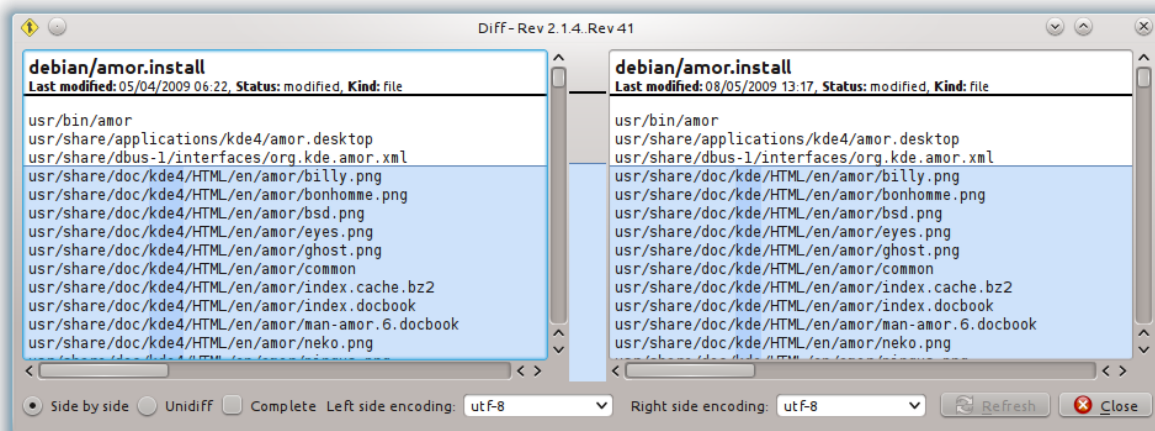 Diff - Rev 2.1.4..Rev 41
debian/amor.install
Last modified: 05/04/2009 06:22, Status: modified, Kind: file
usr/bin/amor
usr/share/applications/kde4/amor.desktop
usr/share/dbus-1/interfaces/org.kde.amor.xml
usr/share/doc/kde4/HTML/en/amor/billy.png
usr/share/doc/kde4/HTML/en/amor/bonhomme.png
usr/share/doc/kde4/HTML/en/amor/bsd.png
usr/share/doc/kde4/HTML/en/amor/eyes.png
usr/share/doc/kde4/HTML/en/amor/ghost.png
usr/share/doc/kde4/HTML/en/amor/common
usr/share/doc/kde4/HTML/en/amor/index.cache.bz2
usr/share/doc/kde4/HTML/en/amor/index.docbook
usr/share/doc/kde4/HTML/en/amor/man-amor.6.docbook
usr/share/doc/kde4/HTML/en/amor/neko.png
debian/amor.install
Last modified: 08/05/2009 13:17, Status: modified, Kind: file
usr/bin/amor
usr/share/applications/kde4/amor.desktop
usr/share/dbus-1/interfaces/org.kde.amor.xml
usr/share/doc/kde/HTML/en/amor/billy.png
usr/share/doc/kde/HTML/en/amor/bonhomme.png
usr/share/doc/kde/HTML/en/amor/bsd.png
usr/share/doc/kde/HTML/en/amor/eyes.png
usr/share/doc/kde/HTML/en/amor/ghost.png
usr/share/doc/kde/HTML/en/amor/common
usr/share/doc/kde/HTML/en/amor/index.cache.bz2
usr/share/doc/kde/HTML/en/amor/index.docbook
usr/share/doc/kde/HTML/en/amor/man-amor.6.docbook
usr/share/doc/kde/HTML/en/amor/neko.png
Side by side Unidiff Complete Left side encoding: utf-8 Right side encoding: utf-8 Refresh Close